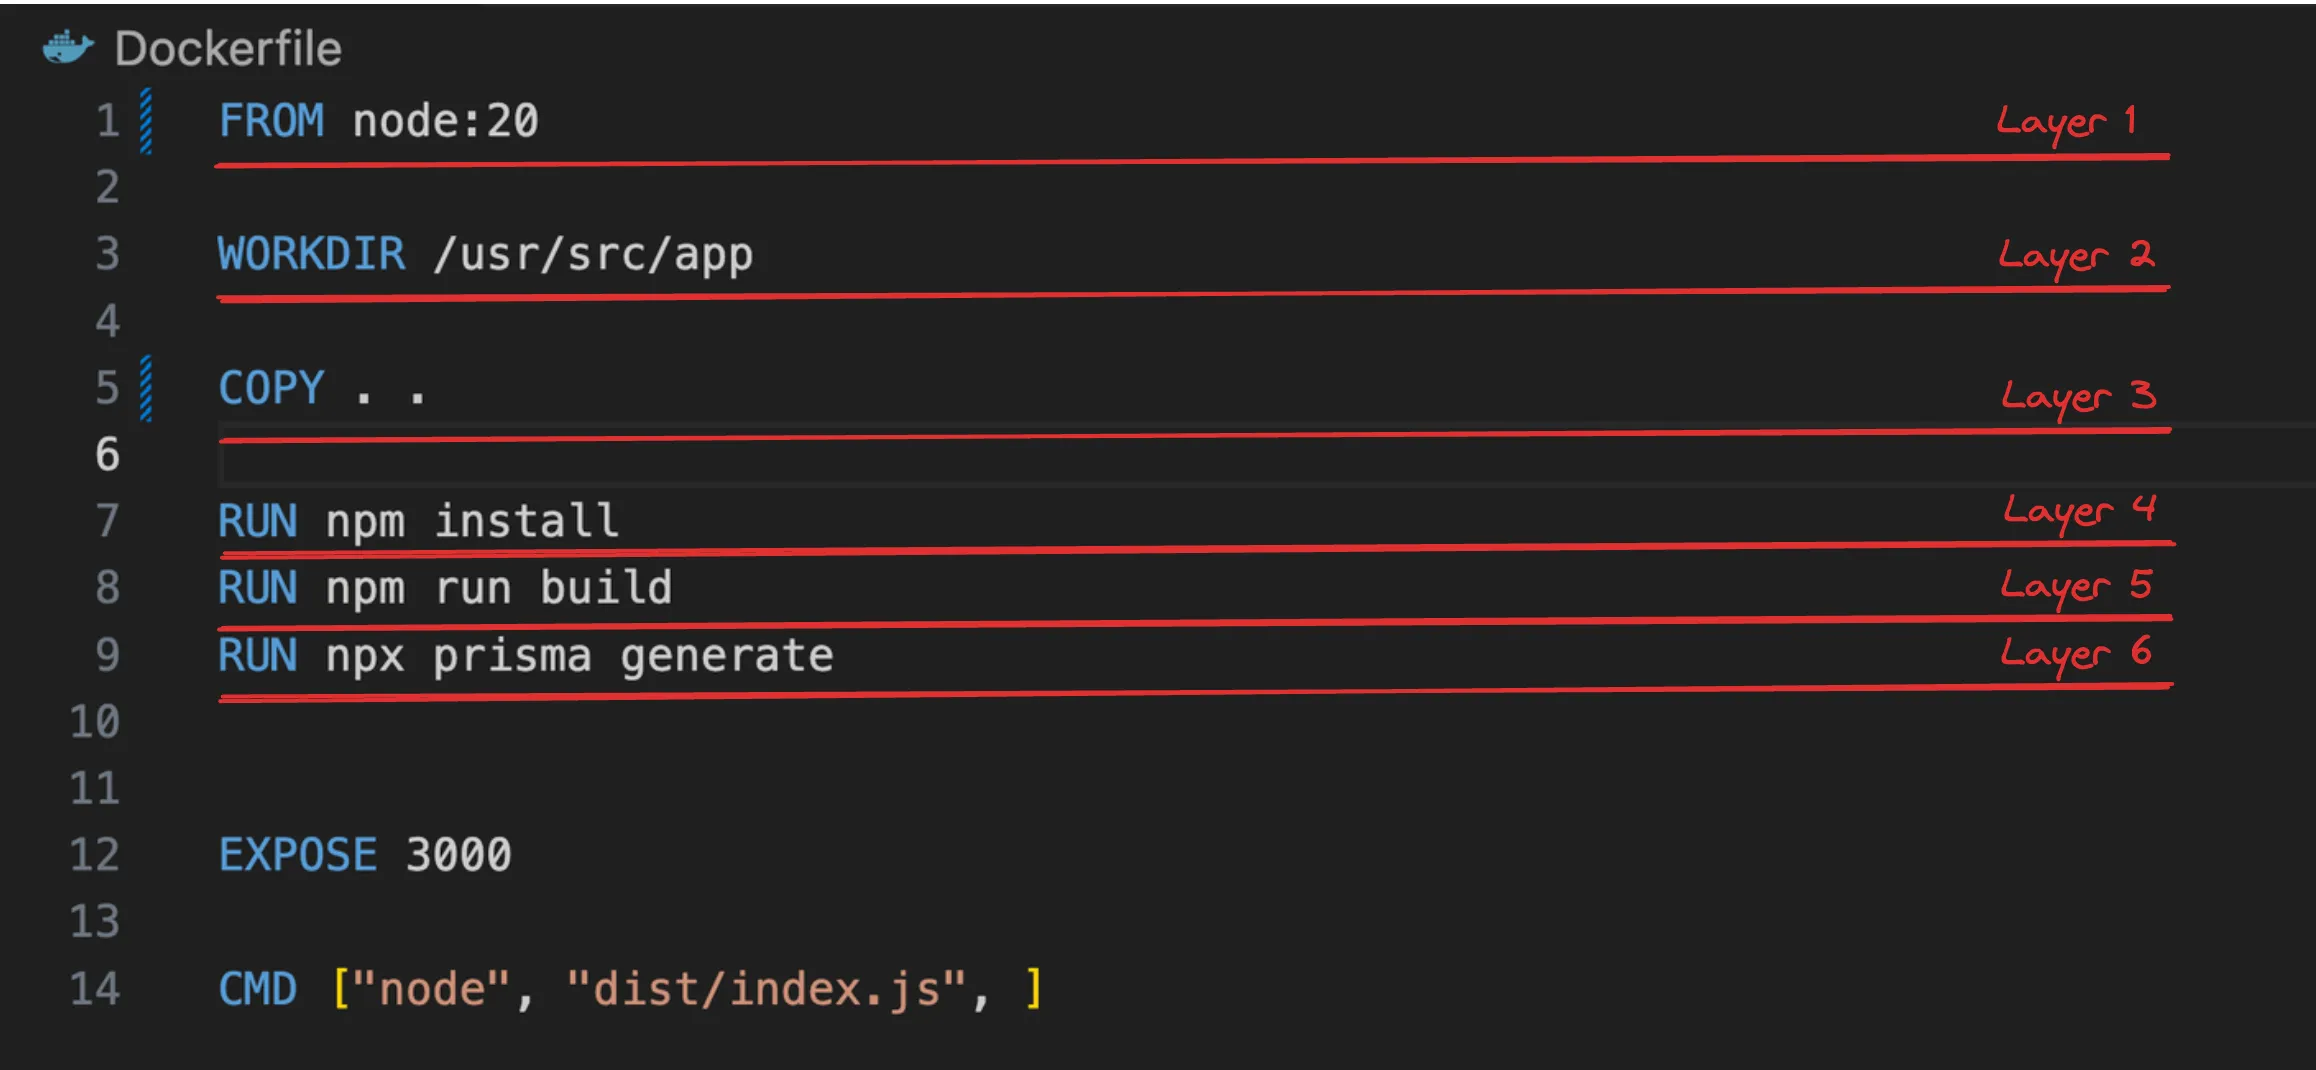 Dockerfile
1 FROM node:20 Layer 1
2
3 WORKDIR /usr/src/app Layer 2
4
5 COPY . . Layer 3
6
7 RUN npm install Layer 4
8 RUN npm run build Layer 5
9 RUN npx prisma generate Layer 6
10
11
12 EXPOSE 3000
13
14 CMD ["node", "dist/index.js", ]